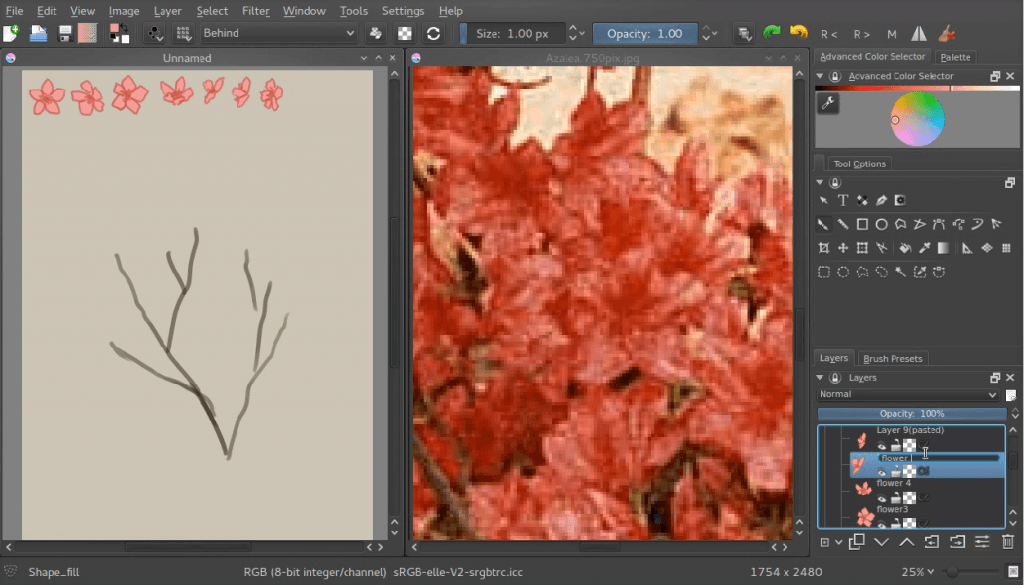 File Edit View Image Layer Select Filter Window Tools Settings Help
Behind
Size: 1.00 px
Opacity: 1.00
R <
R >
M
Unnamed
Azalea.750pix.jpg
Advanced Color Selector
Palette
Advanced Color Selector
Tool Options
T
Layers
Brush Presets
Layers
Normal
Opacity: 100%
Layer 9(pasted)
flower
flower 4
flower3
Shape_fill
RGB (8-bit integer/channel) sRGB-elle-V2-srgbtrc.icc
1754 x 2480
25%